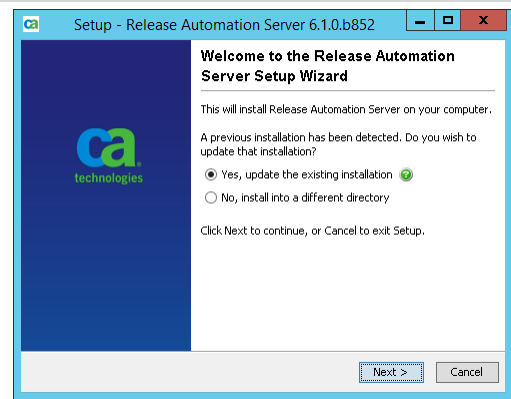 ca Setup - Release Automation Server 6.1.0.b852
Welcome to the Release Automation
Server Setup Wizard
This will install Release Automation Server on your computer.
A previous installation has been detected. Do you wish to
update that installation?
Yes, update the existing installation ?
No, install into a different directory
Click Next to continue, or Cancel to exit Setup.
ca.
technologies
Next > Cancel